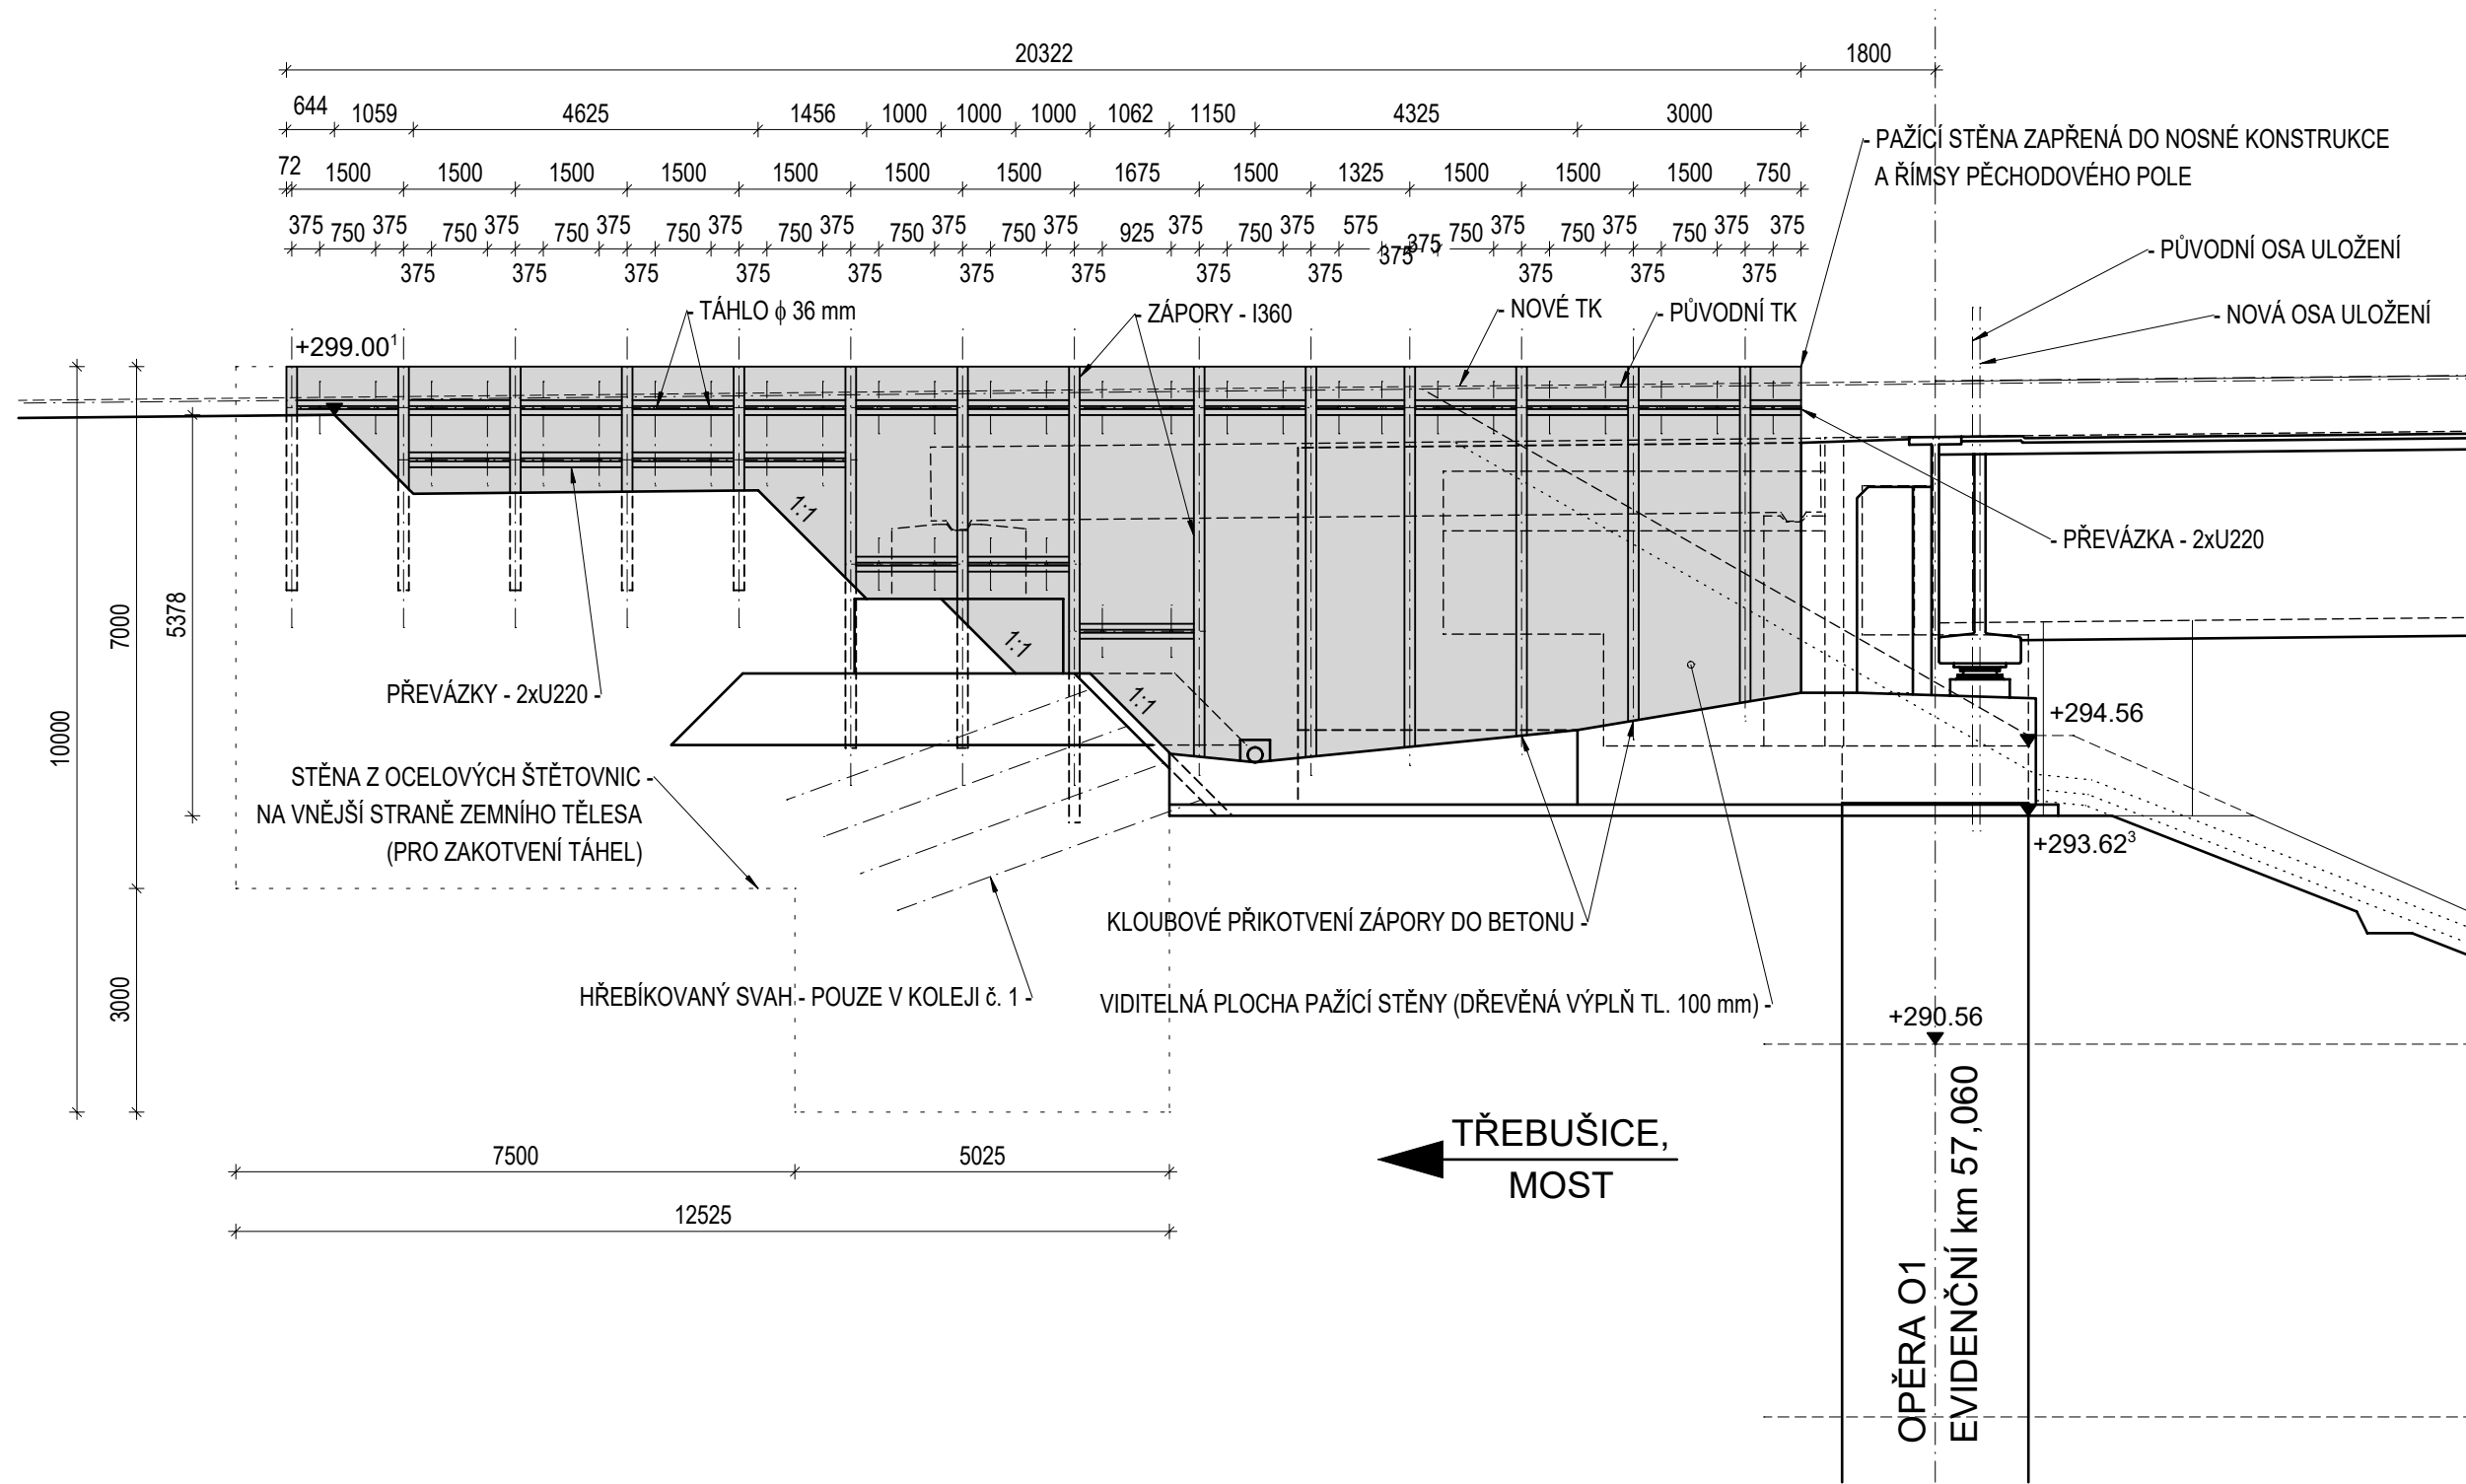 20322 1800
644 1059 4625 1456 1000 1000 1000 1062 1150 4325 3000
72 1500 1500 1500 1500 1500 1500 1500 1675 1500 1325 1500 1500 1500 750
375 750 375 750 375 750 375 750 375 750 375 750 375 750 375 925 375 750 375 575 375 750 375 750 375 750 375 375
375 375 375 375 375 375 375 375 375 375 375 375 375
- PAŽÍCÍ STĚNA ZAPŘENÁ DO NOSNÉ KONSTRUKCE
A ŘÍMSY PĚCHODOVÉHO POLE
- PŮVODNÍ OSA ULOŽENÍ
- NOVÁ OSA ULOŽENÍ
- TÁHLO ϕ 36 mm
- ZÁPORY - I360
- NOVÉ TK
- PŮVODNÍ TK
+299.00¹
1:1
1:1
1:1
- PŘEVÁZKA - 2xU220
PŘEVÁZKY - 2xU220 -
10000
7000
5378
3000
STĚNA Z OCELOVÝCH ŠTĚTOVNIC -
NA VNĚJŠÍ STRANĚ ZEMNÍHO TĚLESA
(PRO ZAKOTVENÍ TÁHEL)
+294.56
+293.62³
KLOUBOVÉ PŘIKOTVENÍ ZÁPORY DO BETONU -
HŘEBÍKOVANÝ SVAH - POUZE V KOLEJI č. 1 -
VIDITELNÁ PLOCHA PAŽÍCÍ STĚNY (DŘEVĚNÁ VÝPLŇ TL. 100 mm) -
+290.56
TŘEBUŠICE,
MOST
7500 5025
12525
OPĚRA O1
EVIDENČNÍ km 57,060